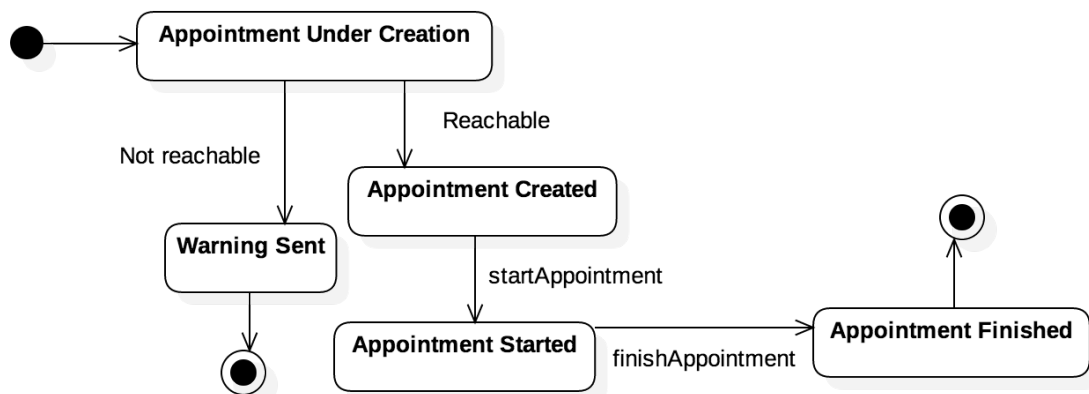 Appointment Under Creation
Reachable
Not reachable
Appointment Created
Warning Sent
startAppointment
Appointment Started
finishAppointment
Appointment Finished